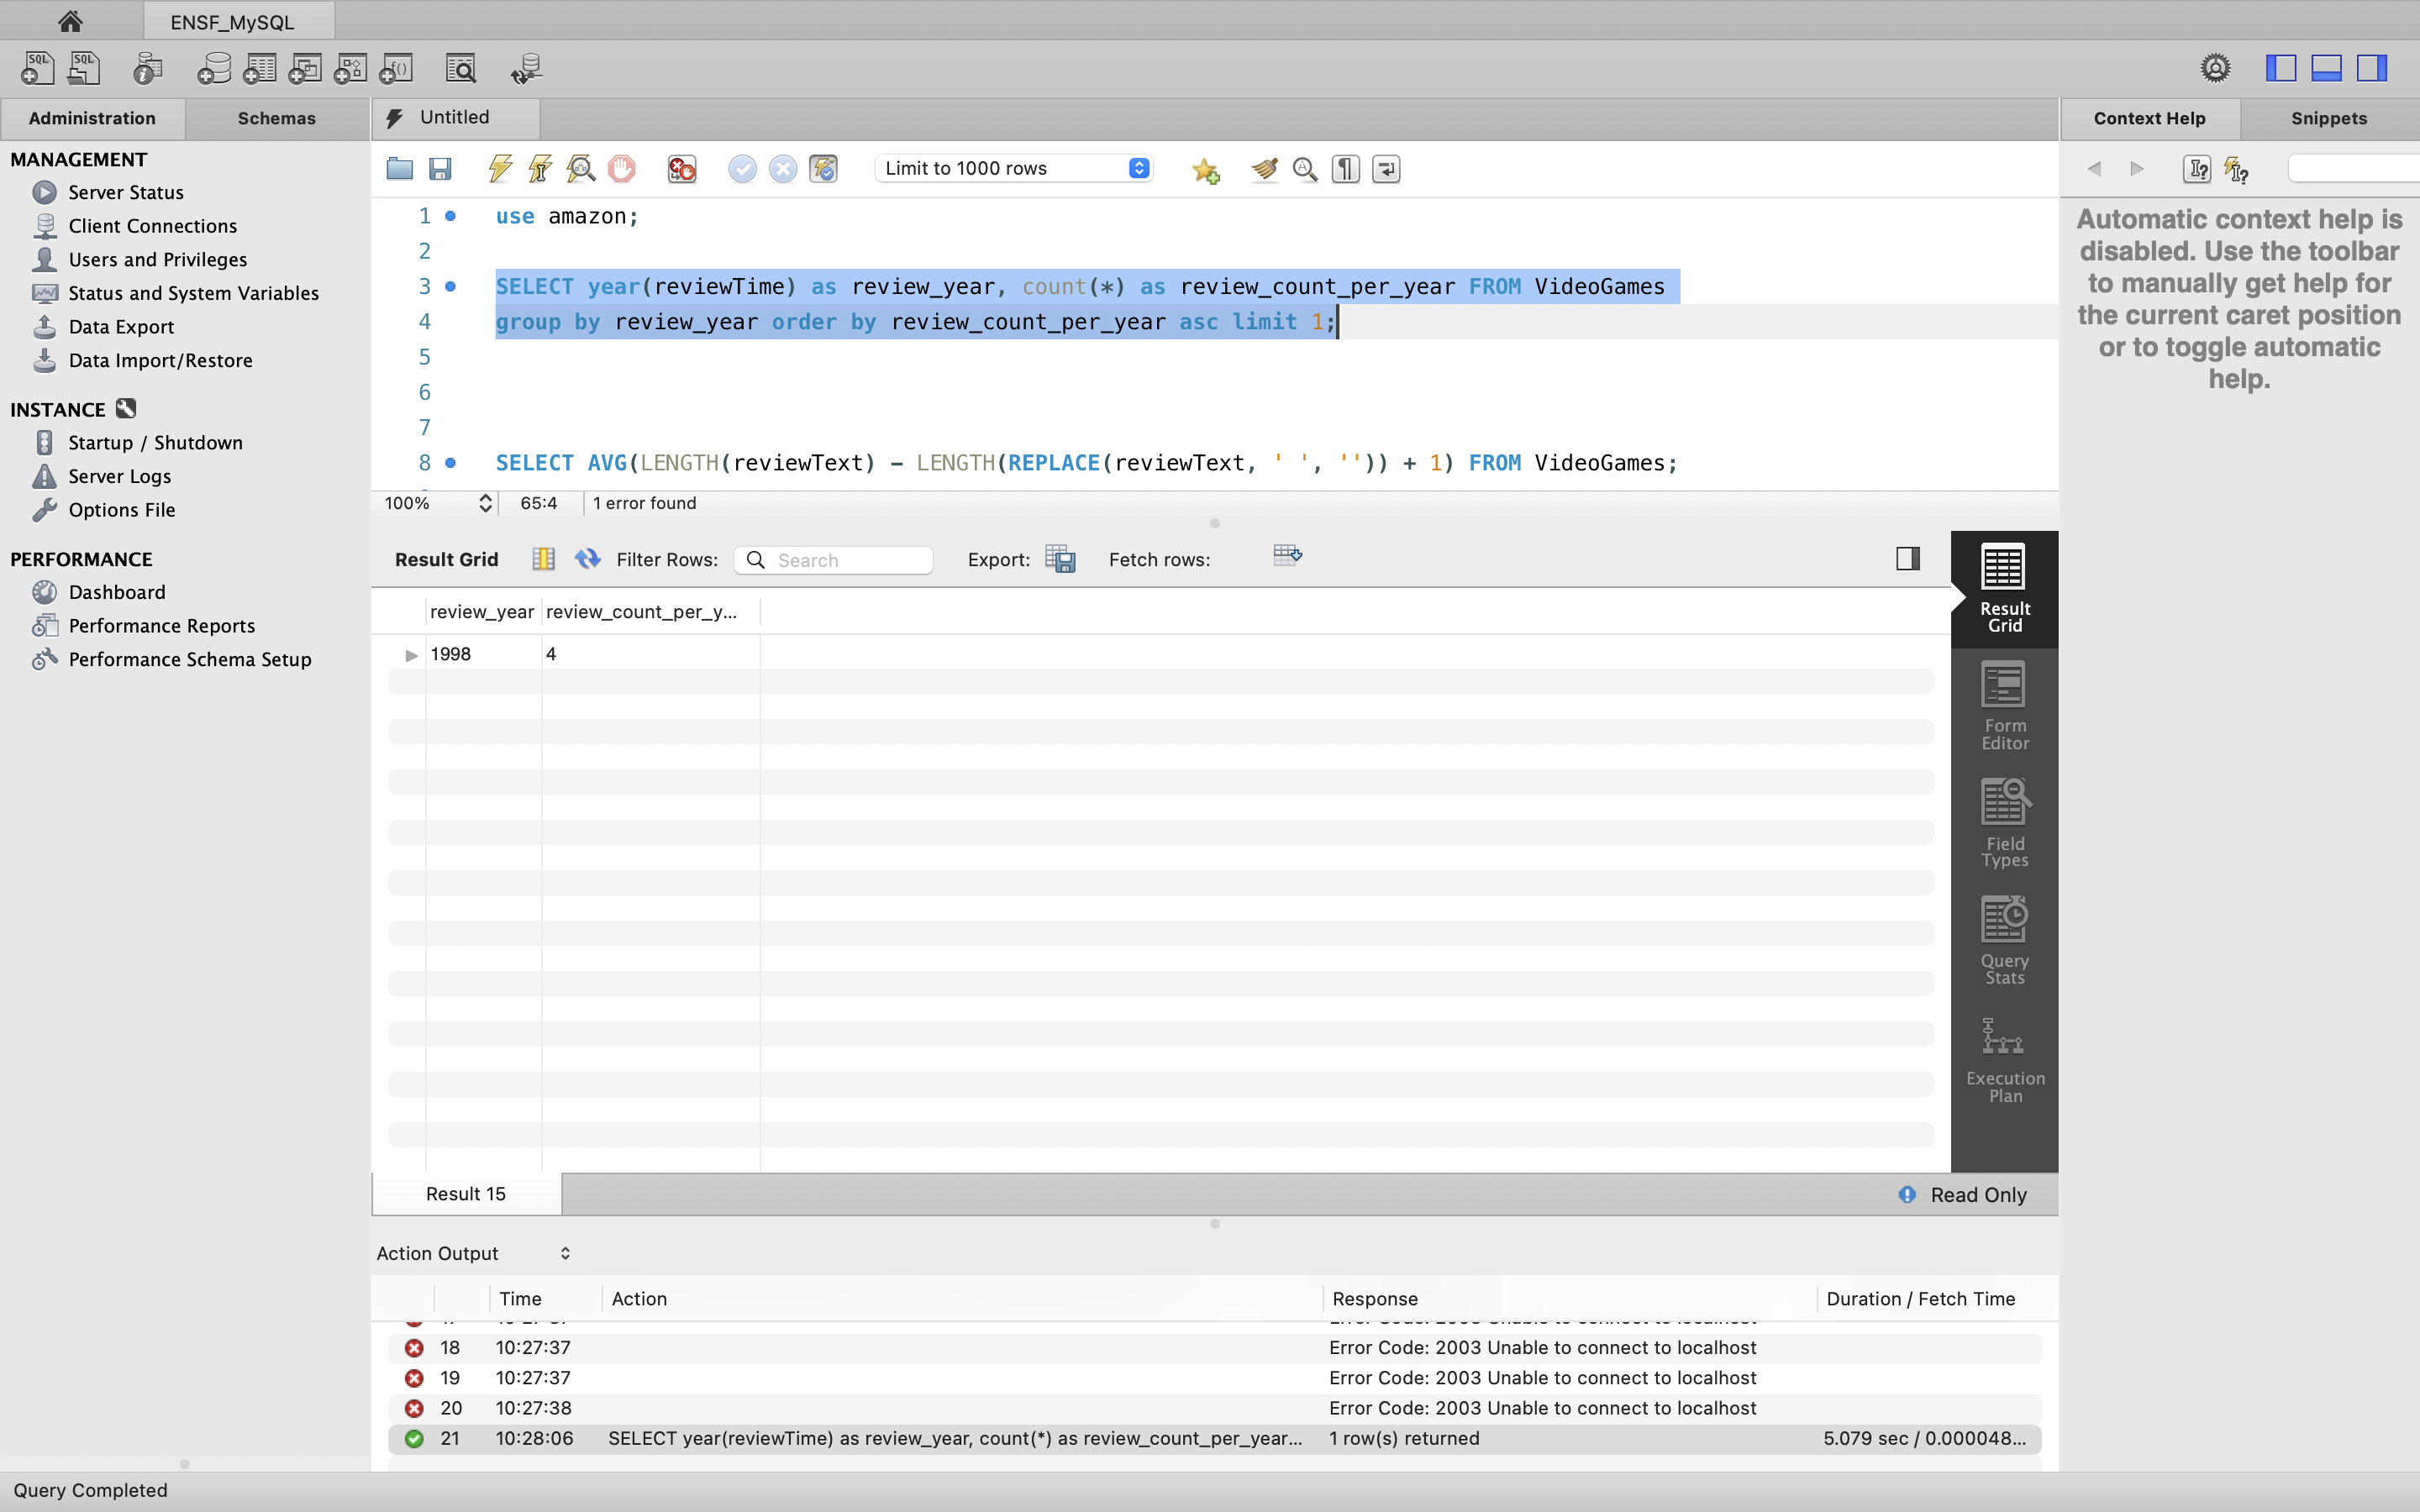 ENSF_MySQL
Administration
Schemas
Untitled
Context Help
Snippets
MANAGEMENT
Server Status
Client Connections
Users and Privileges
Status and System Variables
Data Export
Data Import/Restore
INSTANCE
Startup / Shutdown
Server Logs
Options File
PERFORMANCE
Dashboard
Performance Reports
Performance Schema Setup
Limit to 1000 rows
1 use amazon;
2
3 SELECT year(reviewTime) as review_year, count(*) as review_count_per_year FROM VideoGames
4 group by review_year order by review_count_per_year asc limit 1;
5
6
7
8 SELECT AVG(LENGTH(reviewText) - LENGTH(REPLACE(reviewText, ' ', '')) + 1) FROM VideoGames;
100% 65:4 1 error found
Automatic context help is
disabled. Use the toolbar
to manually get help for
the current caret position
or to toggle automatic
help.
Result Grid Filter Rows: Search Export: Fetch rows:
review_year review_count_per_y...
1998 4
Result
Grid
Form
Editor
Field
Types
Query
Stats
Execution
Plan
Result 15
Read Only
Action Output
Time Action Response Duration / Fetch Time
18 10:27:37 Error Code: 2003 Unable to connect to localhost
19 10:27:37 Error Code: 2003 Unable to connect to localhost
20 10:27:38 Error Code: 2003 Unable to connect to localhost
21 10:28:06 SELECT year(reviewTime) as review_year, count(*) as review_count_per_year... 1 row(s) returned 5.079 sec / 0.000048...
Query Completed